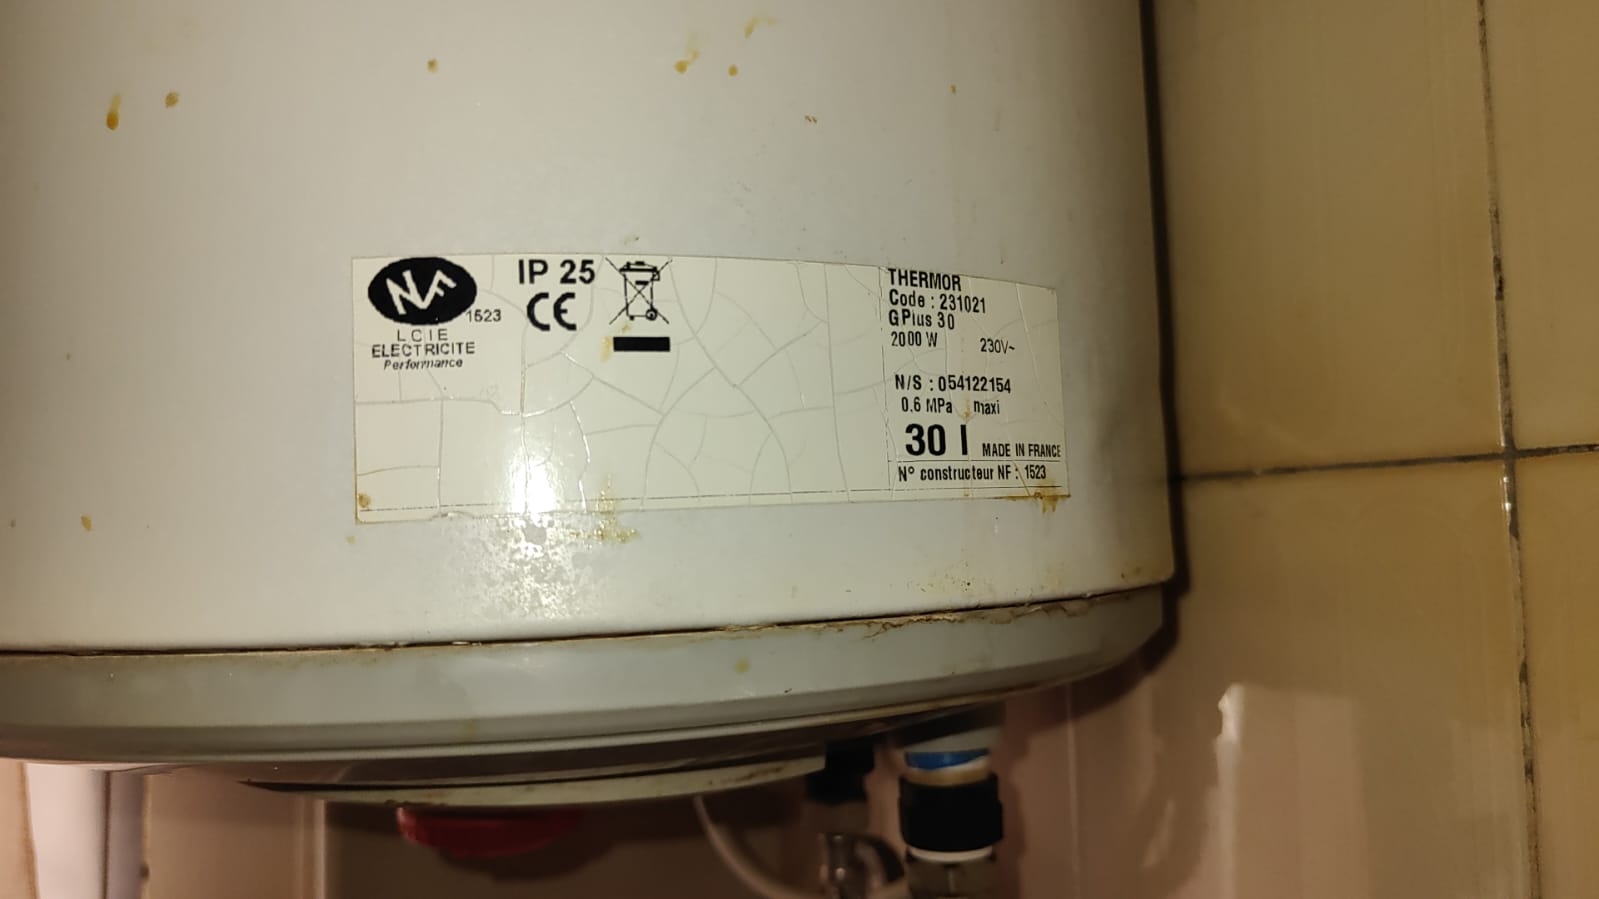 NF
1523
LCIE
ELECTRICITE
Performance
IP 25
CE
THERMOR
Code : 231021
GPlus 30
2000 W 230V~
N/S : 054122154
0.6 MPa maxi
30 l MADE IN FRANCE
N° constructeur NF : 1523